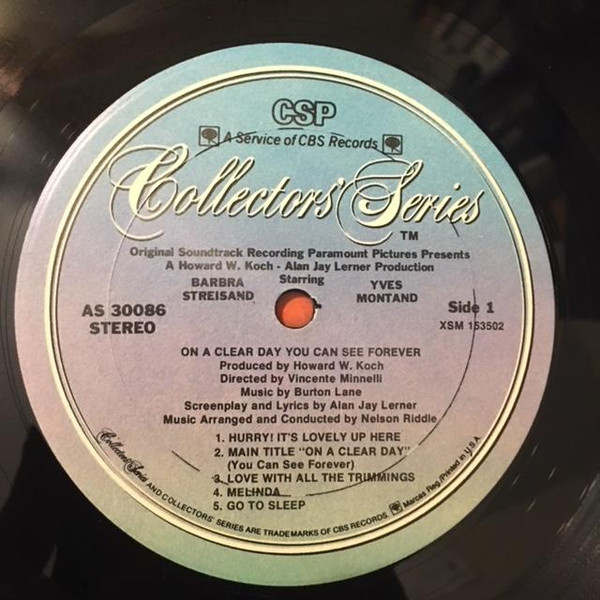 CSP
A Service of CBS Records
Collectors' Series
TM
Original Soundtrack Recording Paramount Pictures Presents
A Howard W. Koch - Alan Jay Lerner Production
Starring
BARBRA STREISAND
YVES MONTAND
AS 30086
STEREO
Side 1
XSM 153502
ON A CLEAR DAY YOU CAN SEE FOREVER
Produced by Howard W. Koch
Directed by Vincente Minnelli
Music by Burton Lane
Screenplay and Lyrics by Alan Jay Lerner
Music Arranged and Conducted by Nelson Riddle
1. HURRY! IT'S LOVELY UP HERE
2. MAIN TITLE "ON A CLEAR DAY"
(You Can See Forever)
3. LOVE WITH ALL THE TRIMMINGS
4. MELINDA
5. GO TO SLEEP
Collectors' Series AND COLLECTORS' SERIES ARE TRADEMARKS OF CBS RECORDS. Marcas Reg./Printed in U.S.A.